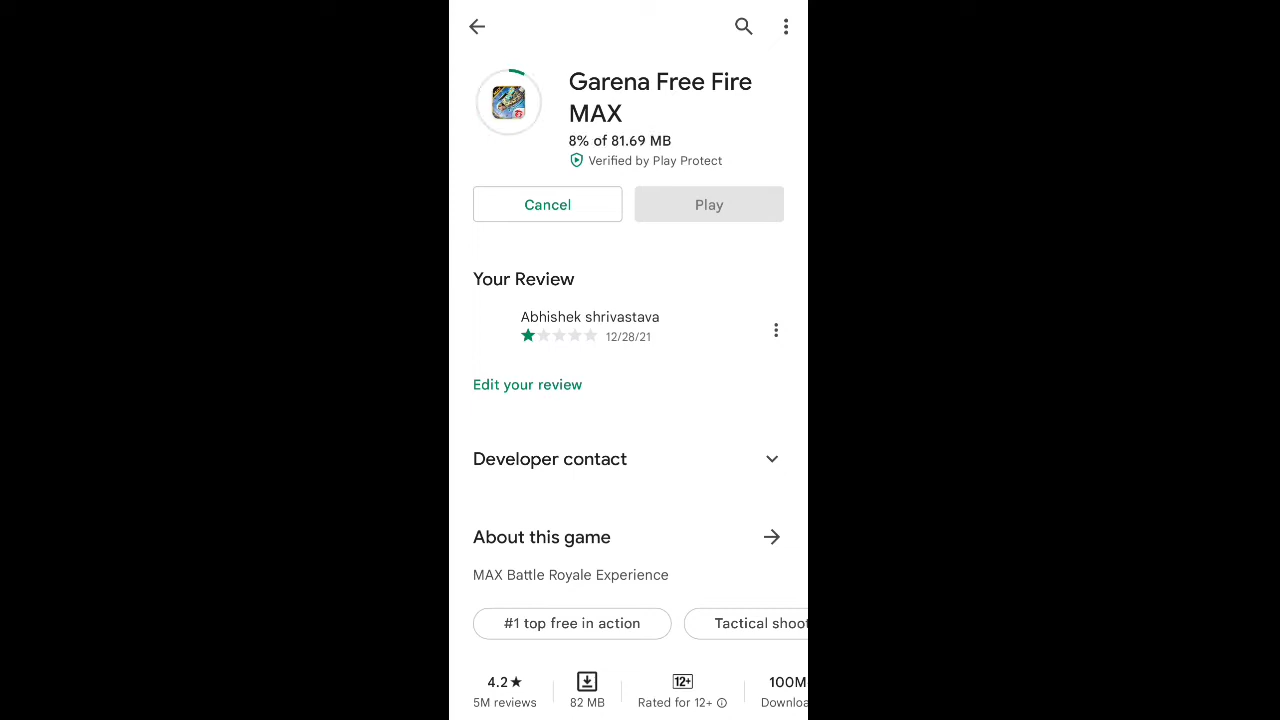 Garena Free Fire
MAX
8% of 81.69 MB
Verified by Play Protect
Cancel
Play
Your Review
Abhishek shrivastava
12/28/21
Edit your review
Developer contact
About this game
MAX Battle Royale Experience
#1 top free in action
Tactical shoot
4.2★
5M reviews
82 MB
12+
Rated for 12+
100M
Downloa